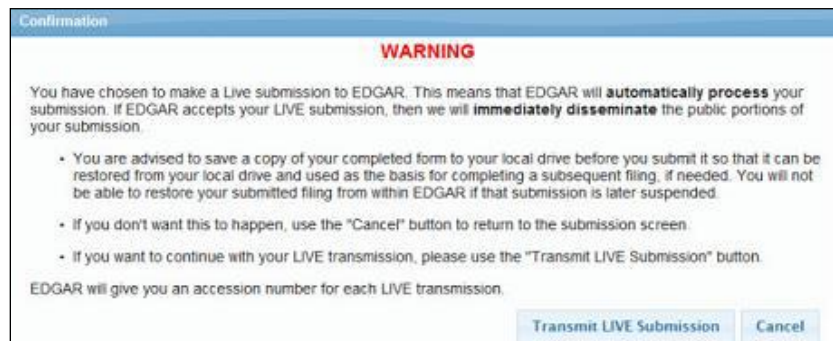 Confirmation
WARNING
You have chosen to make a Live submission to EDGAR. This means that EDGAR will automatically process your
submission. If EDGAR accepts your LIVE submission, then we will immediately disseminate the public portions of
your submission.
• You are advised to save a copy of your completed form to your local drive before you submit it so that it can be
restored from your local drive and used as the basis for completing a subsequent filing, if needed. You will not
be able to restore your submitted filing from within EDGAR if that submission is later suspended.
• If you don't want this to happen, use the "Cancel" button to return to the submission screen.
• If you want to continue with your LIVE transmission, please use the "Transmit LIVE Submission" button.
EDGAR will give you an accession number for each LIVE transmission.
Transmit LIVE Submission Cancel